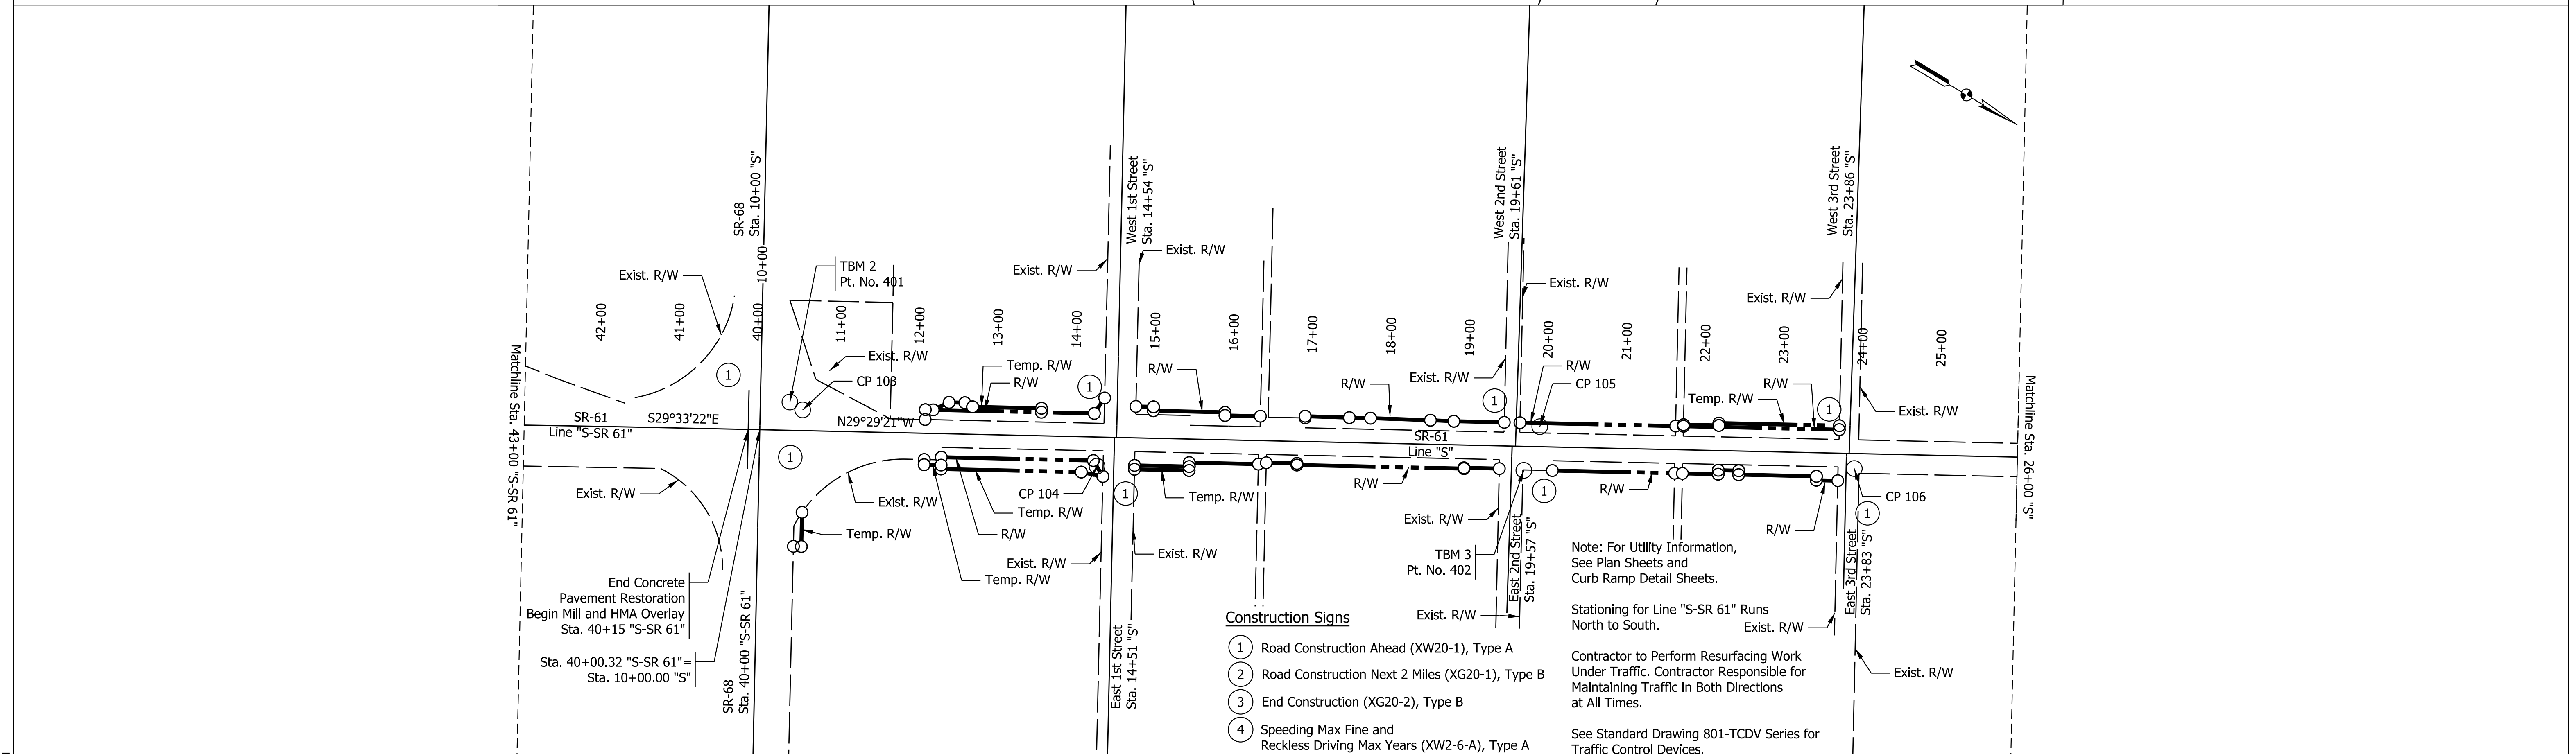 SR-68
Sta. 10+00 "S"
10+00
West 1st Street
Sta. 14+54 "S"
West 2nd Street
Sta. 19+61 "S"
West 3rd Street
Sta. 23+86 "S"
Exist. R/W
TBM 2
Pt. No. 401
Exist. R/W
Exist. R/W
Exist. R/W
Exist. R/W
42+00
41+00
40+00
11+00
12+00
13+00
14+00
15+00
16+00
17+00
18+00
19+00
20+00
21+00
22+00
23+00
24+00
25+00
Exist. R/W
Temp. R/W
R/W
CP 103
1
1
R/W
R/W
Exist. R/W
1
R/W
CP 105
R/W
Temp. R/W
1
Exist. R/W
Matchline Sta. 43+00 "S-SR 61"
SR-61
Line "S-SR 61"
S29°33'22"E
N29°29'21"W
SR-61
Line "S"
Matchline Sta. 26+00 "S"
1
Exist. R/W
Exist. R/W
CP 104
Temp. R/W
R/W
Temp. R/W
Temp. R/W
Exist. R/W
1
Temp. R/W
Exist. R/W
R/W
Exist. R/W
TBM 3
Pt. No. 402
1
R/W
R/W
CP 106
1
East 1st Street
Sta. 14+51 "S"
East 2nd Street
Sta. 19+57 "S"
East 3rd Street
Sta. 23+83 "S"
Exist. R/W
Exist. R/W
Exist. R/W
End Concrete
Pavement Restoration
Begin Mill and HMA Overlay
Sta. 40+15 "S-SR 61"
Sta. 40+00.32 "S-SR 61"=
Sta. 10+00.00 "S"
SR-68
Sta. 40+00 "S-SR 61"
Construction Signs
1 Road Construction Ahead (XW20-1), Type A
2 Road Construction Next 2 Miles (XG20-1), Type B
3 End Construction (XG20-2), Type B
4 Speeding Max Fine and
Reckless Driving Max Years (XW2-6-A), Type A
Note: For Utility Information,
See Plan Sheets and
Curb Ramp Detail Sheets.
Stationing for Line "S-SR 61" Runs
North to South.
Contractor to Perform Resurfacing Work
Under Traffic. Contractor Responsible for
Maintaining Traffic in Both Directions
at All Times.
See Standard Drawing 801-TCDV Series for
Traffic Control Devices.